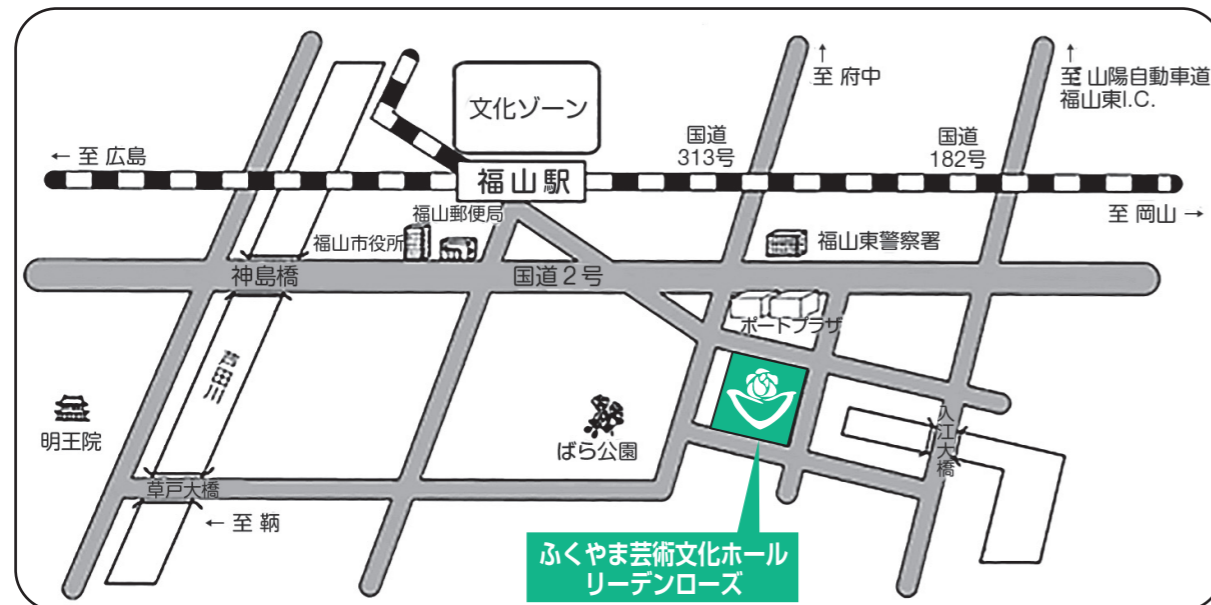 ↑
至 府中
↑
至 山陽自動車道
福山東I.C.
文化ゾーン
国道
313号
国道
182号
← 至 広島
福山駅
至 岡山 →
福山郵便局
福山市役所
福山東警察署
神島橋
国道２号
ポートプラザ
芦田川
明王院
ばら公園
入江大橋
草戸大橋
← 至 鞆
ふくやま芸術文化ホール
リーデンローズ